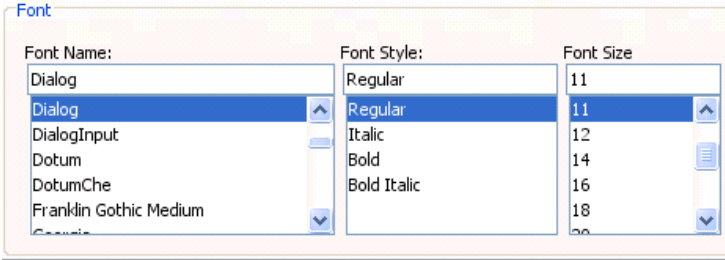 Font
Font Name: Font Style: Font Size
Dialog Regular 11
Dialog Regular 11
DialogInput Italic 12
Dotum Bold 14
DotumChe Bold Italic 16
Franklin Gothic Medium 18